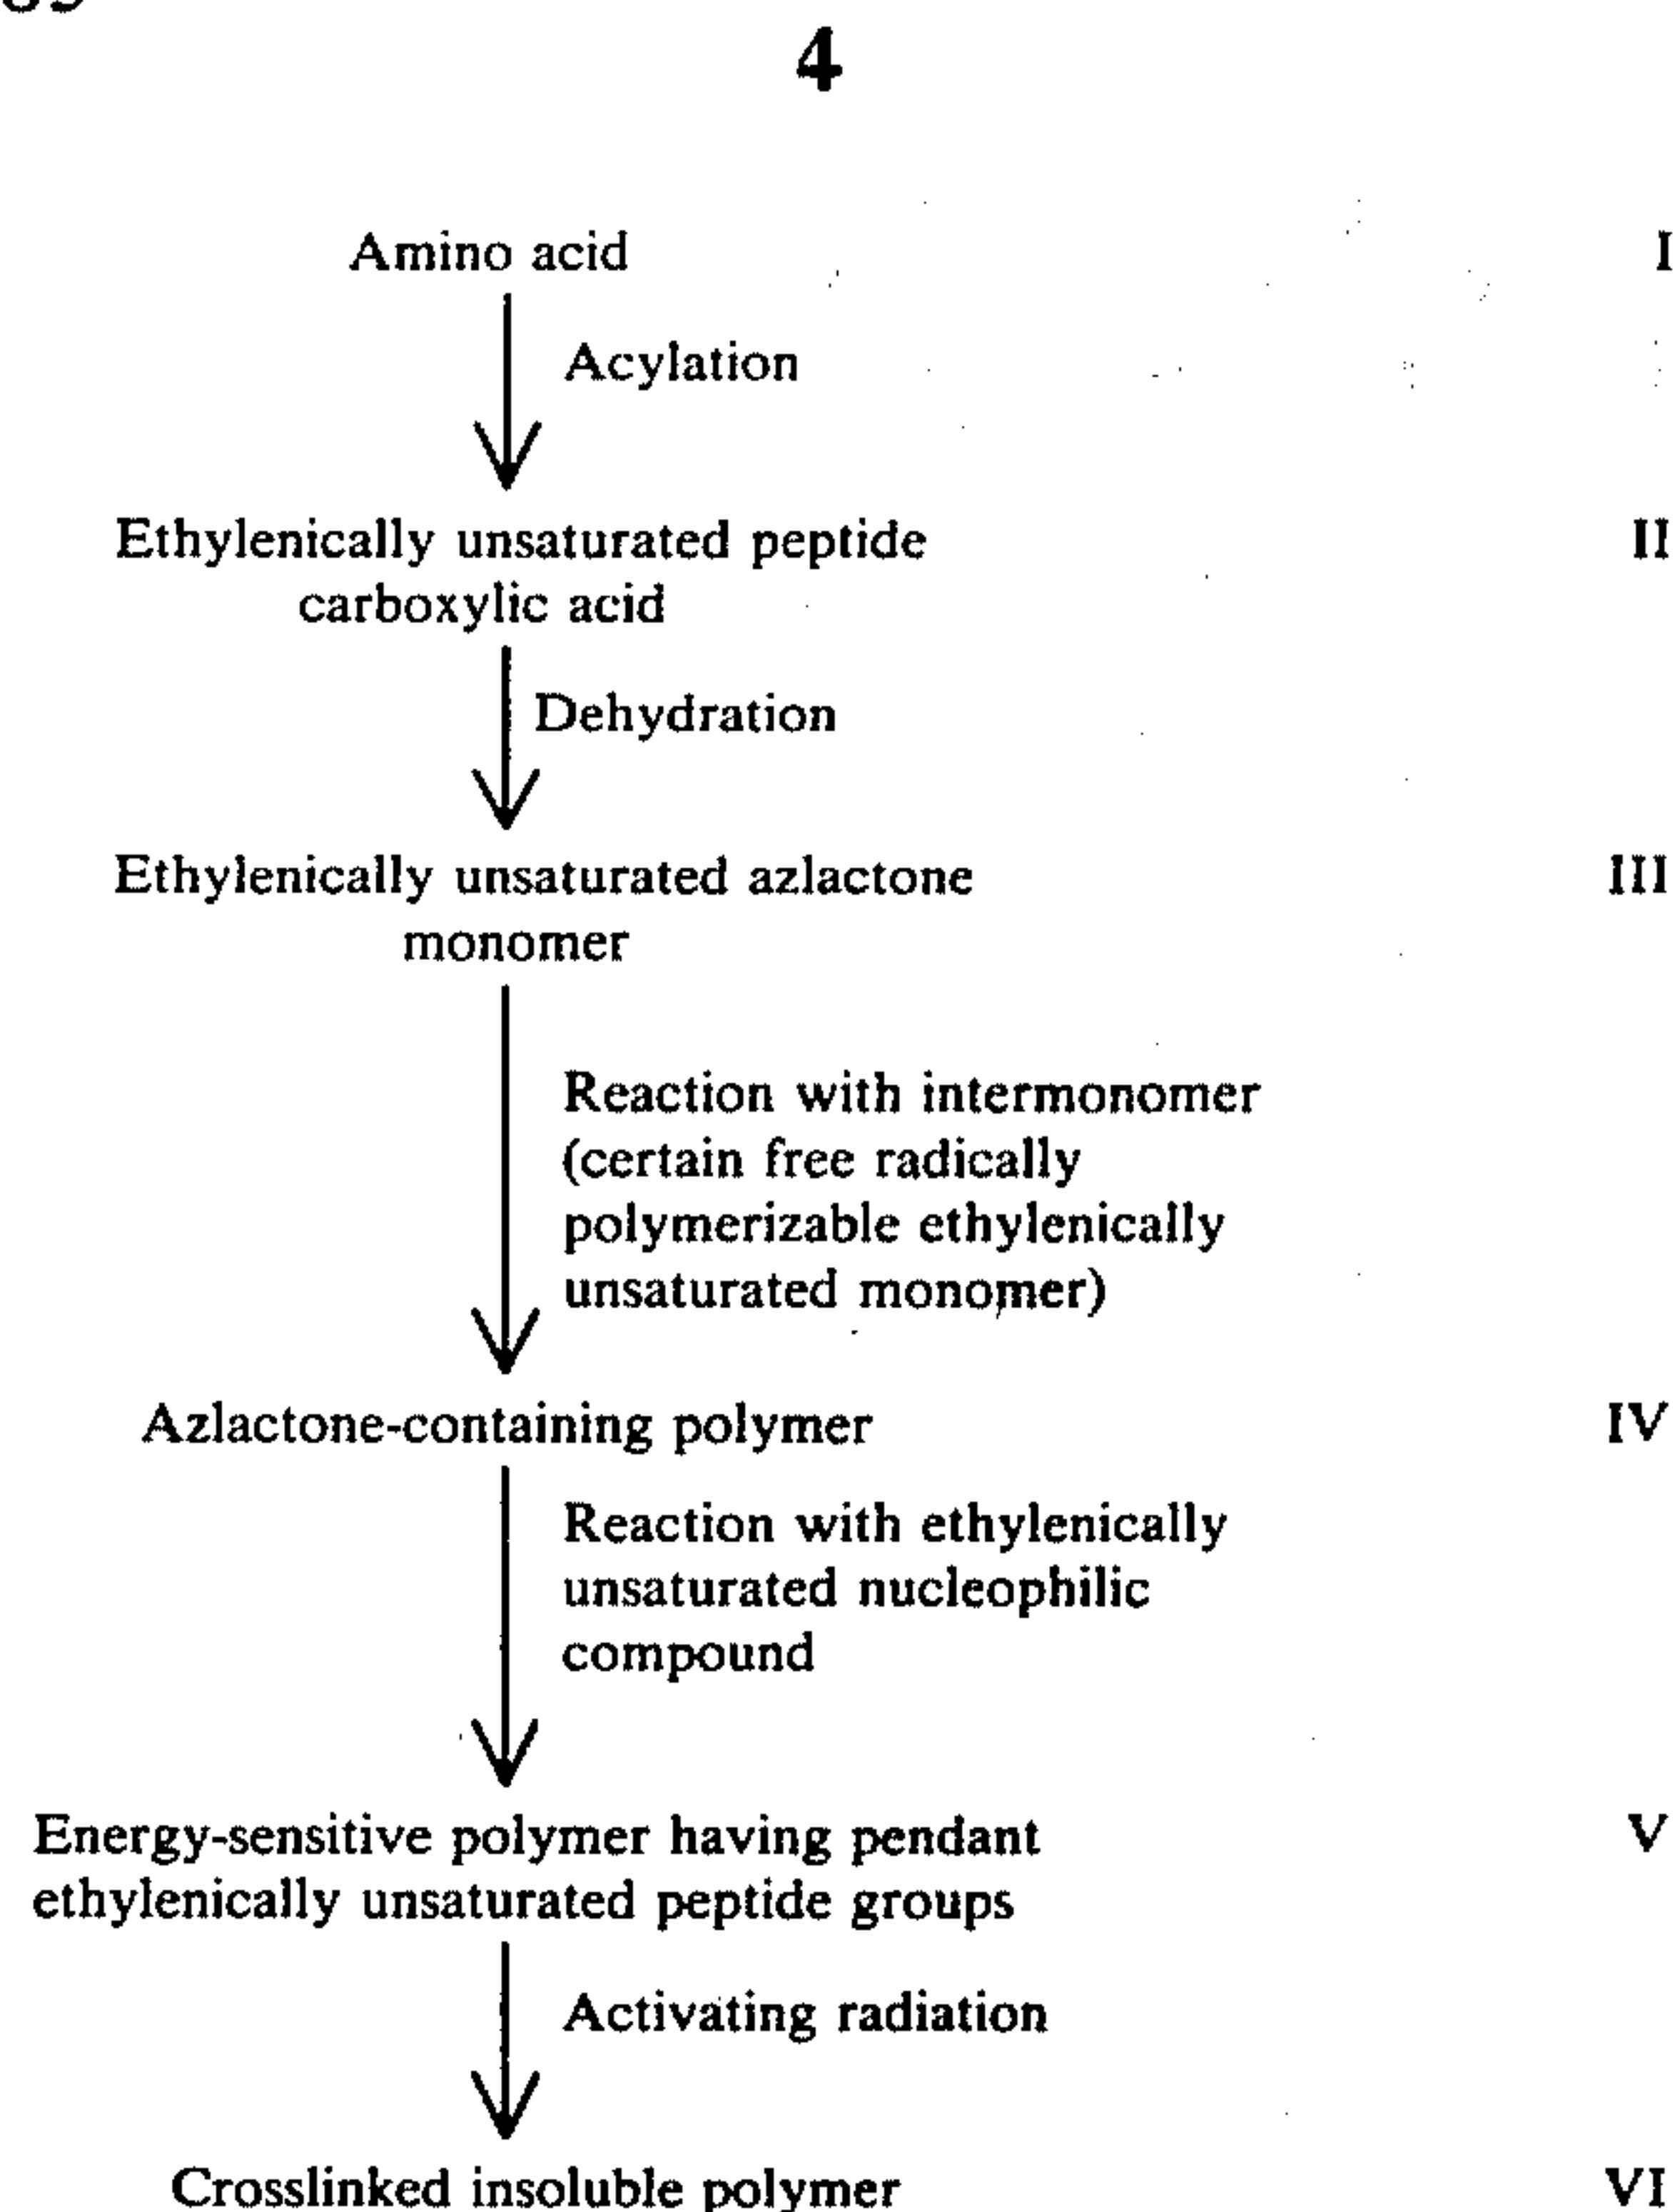 4
Amino acid I
Acylation
Ethylenically unsaturated peptide II
carboxylic acid
Dehydration
Ethylenically unsaturated azlactone III
monomer
Reaction with intermonomer
(certain free radically
polymerizable ethylenically
unsaturated monomer)
Azlactone-containing polymer IV
Reaction with ethylenically
unsaturated nucleophilic
compound
Energy-sensitive polymer having pendant V
ethylenically unsaturated peptide groups
Activating radiation
Crosslinked insoluble polymer VI